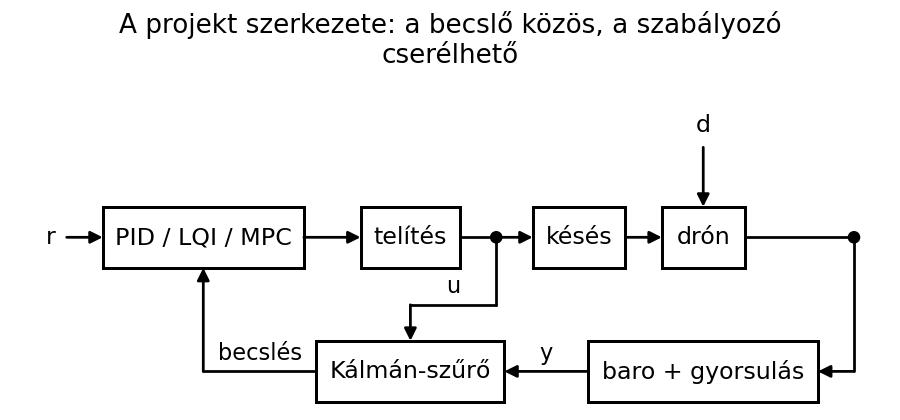 A projekt szerkezete: a becslő közös, a szabályozó
cserélhető
d
r
PID / LQI / MPC
telítés
késés
drón
u
becslés
Kálmán-szűrő
y
baro + gyorsulás